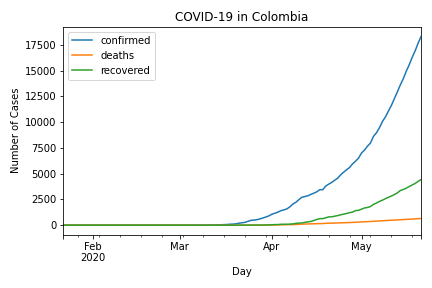 COVID-19 in Colombia
confirmed
deaths
recovered
Number of Cases
17500
15000
12500
10000
7500
5000
2500
0
Feb Mar Apr May
2020
Day